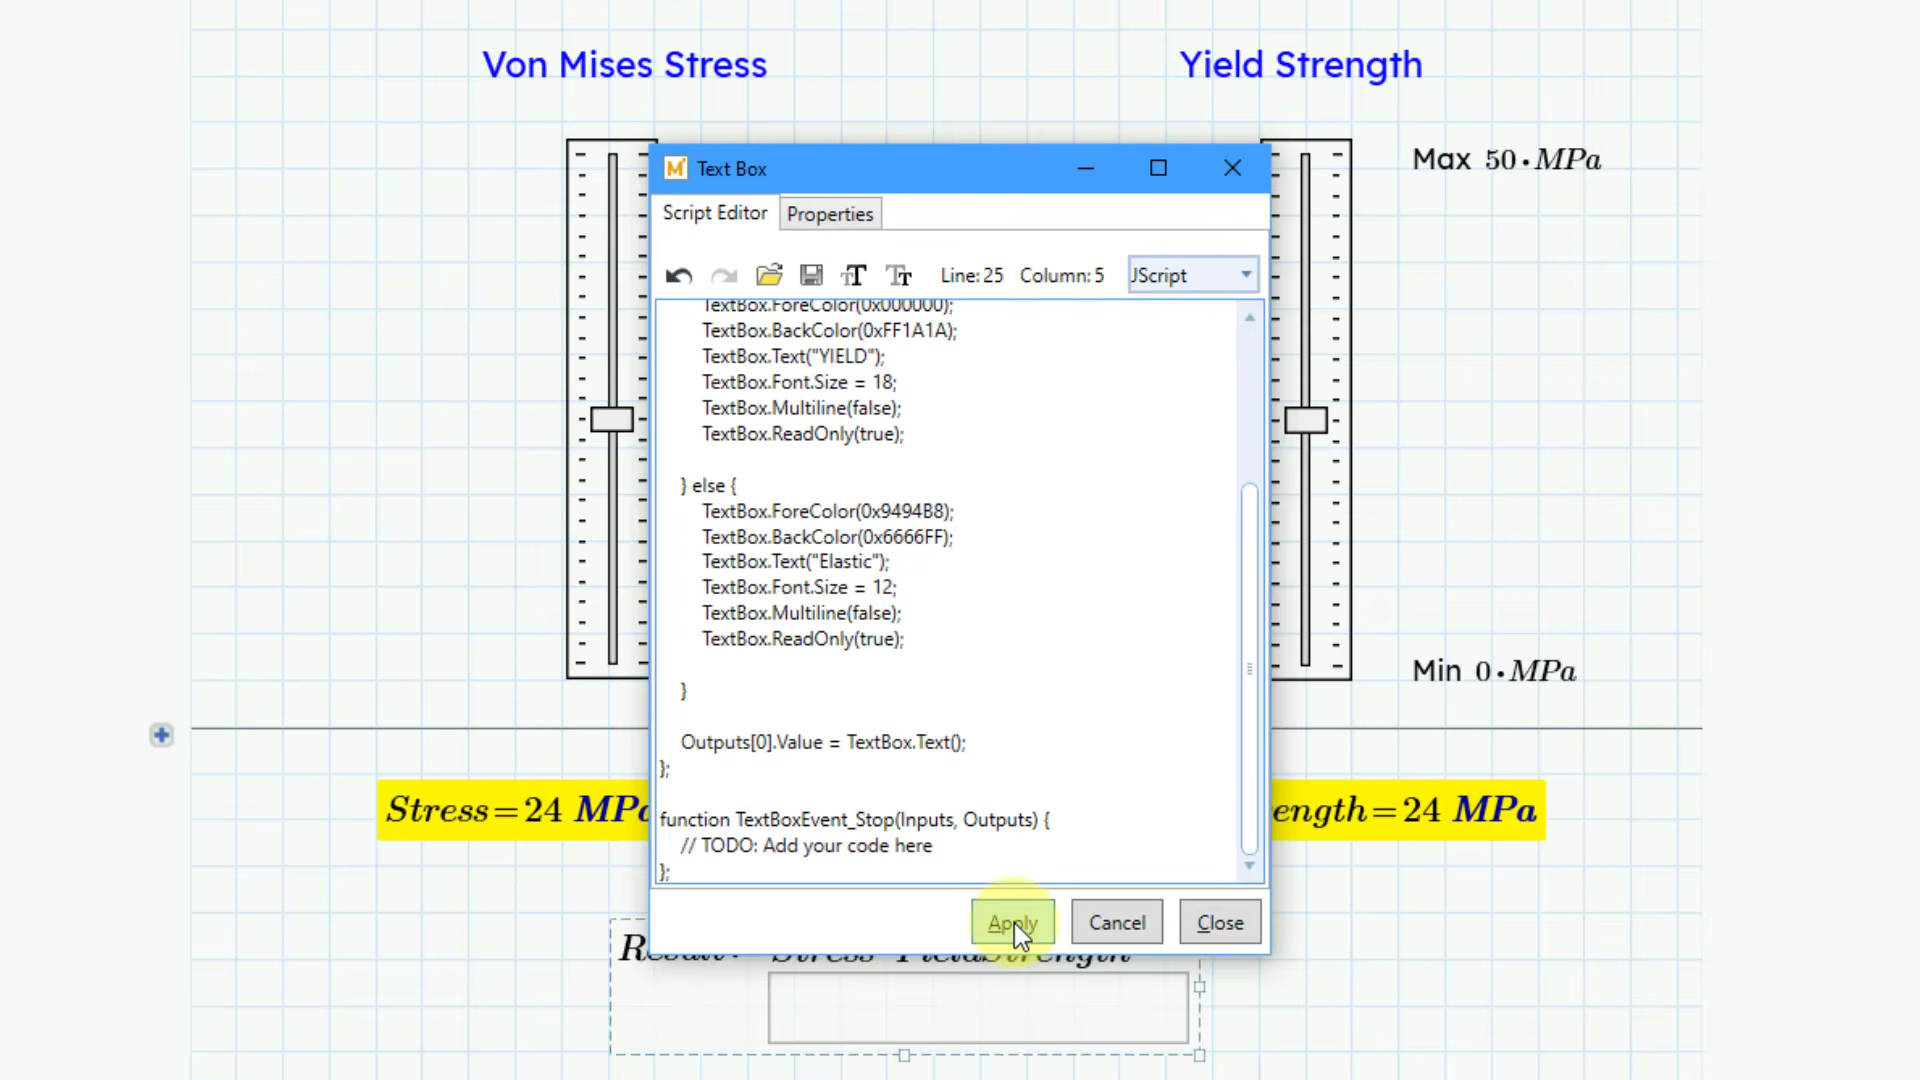 Von Mises Stress
Yield Strength
Max 50·MPa
Text Box
Script Editor
Properties
Line: 25 Column: 5
JScript
TextBox.ForeColor(0x000000);
TextBox.BackColor(0xFF1A1A);
TextBox.Text("YIELD");
TextBox.Font.Size = 18;
TextBox.Multiline(false);
TextBox.ReadOnly(true);
} else {
TextBox.ForeColor(0x9494B8);
TextBox.BackColor(0x6666FF);
TextBox.Text("Elastic");
TextBox.Font.Size = 12;
TextBox.Multiline(false);
TextBox.ReadOnly(true);
}
Outputs[0].Value = TextBox.Text();
};
function TextBoxEvent_Stop(Inputs, Outputs) {
// TODO: Add your code here
};
Min 0·MPa
Stress=24 MPa
ength=24 MPa
Apply
Cancel
Close